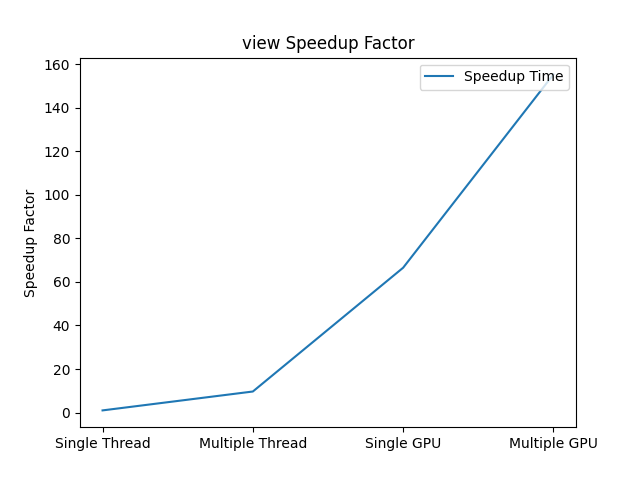 view Speedup Factor
Speedup Time
Speedup Factor
160
140
120
100
80
60
40
20
0
Single Thread
Multiple Thread
Single GPU
Multiple GPU